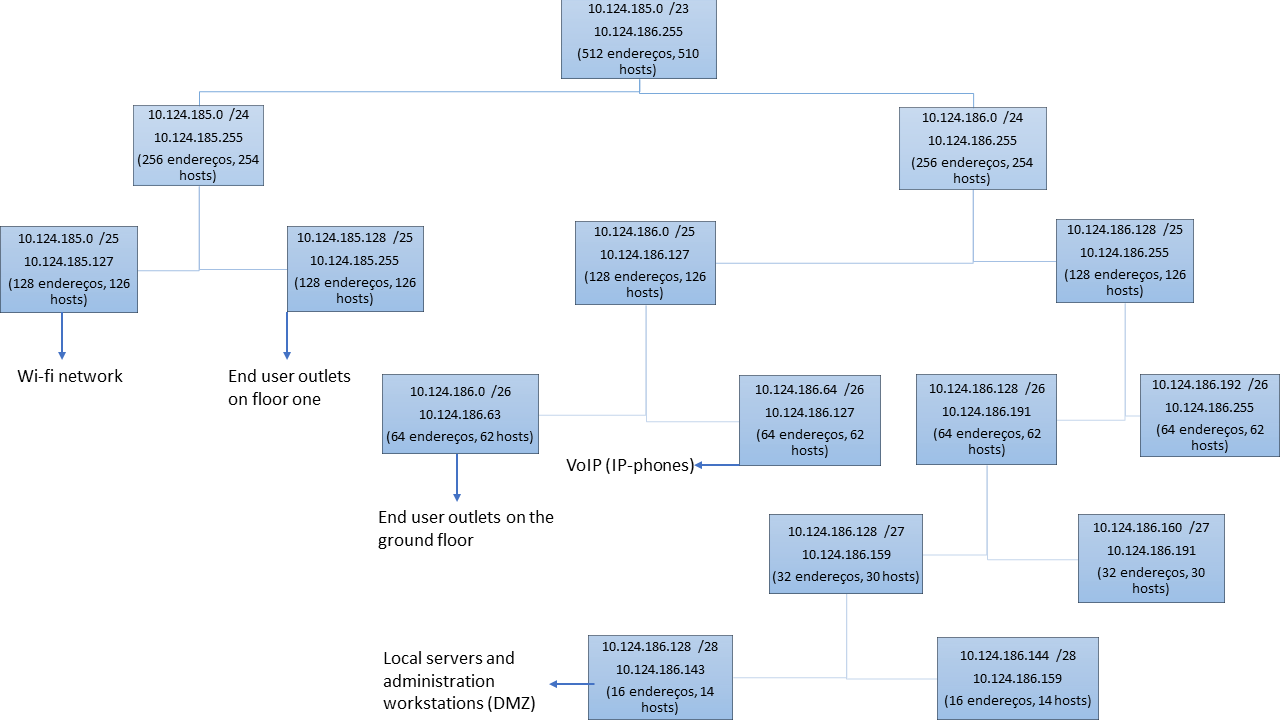 10.124.185.0 /23
10.124.186.255
(512 endereços, 510
hosts)
10.124.185.0 /24
10.124.185.255
(256 endereços, 254
hosts)
10.124.186.0 /24
10.124.186.255
(256 endereços, 254
hosts)
10.124.185.0 /25
10.124.185.127
(128 endereços, 126
hosts)
10.124.185.128 /25
10.124.185.255
(128 endereços, 126
hosts)
10.124.186.0 /25
10.124.186.127
(128 endereços, 126
hosts)
10.124.186.128 /25
10.124.186.255
(128 endereços, 126
hosts)
Wi-fi network
End user outlets
on floor one
10.124.186.0 /26
10.124.186.63
(64 endereços, 62 hosts)
10.124.186.64 /26
10.124.186.127
(64 endereços, 62
hosts)
10.124.186.128 /26
10.124.186.191
(64 endereços, 62
hosts)
10.124.186.192 /26
10.124.186.255
(64 endereços, 62
hosts)
VoIP (IP-phones)
End user outlets on the
ground floor
10.124.186.128 /27
10.124.186.159
(32 endereços, 30 hosts)
10.124.186.160 /27
10.124.186.191
(32 endereços, 30
hosts)
Local servers and
administration
workstations (DMZ)
10.124.186.128 /28
10.124.186.143
(16 endereços, 14
hosts)
10.124.186.144 /28
10.124.186.159
(16 endereços, 14 hosts)